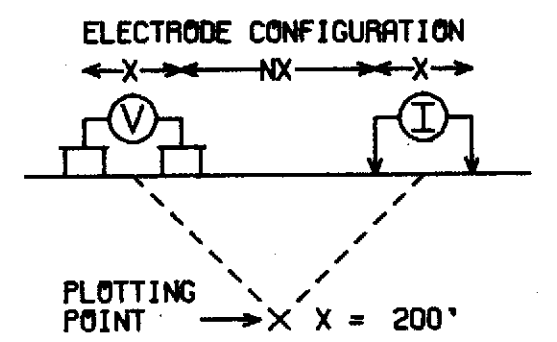 ELECTRODE CONFIGURATION
X NX X
V I
PLOTTING
POINT X X = 200'